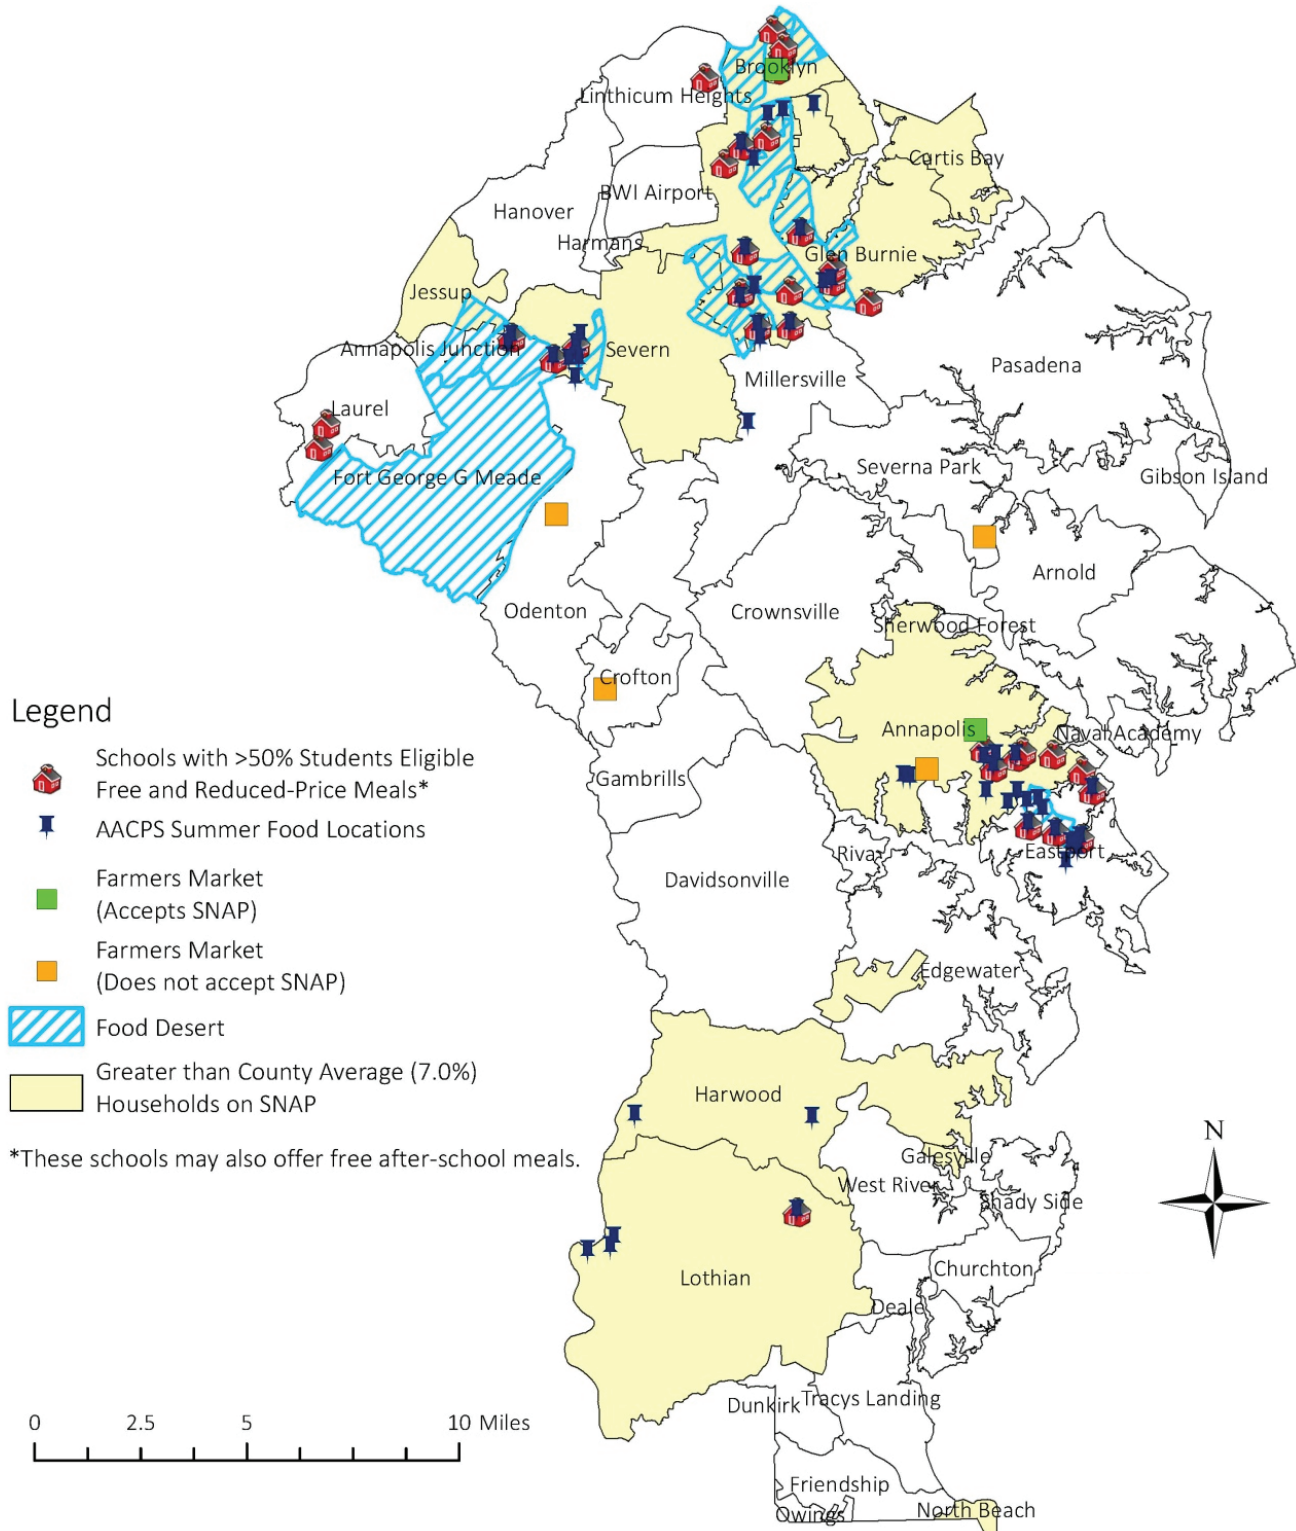 Brooklyn
Linthicum Heights
Curtis Bay
BWI Airport
Hanover
Harmans
Glen Burnie
Jessup
Annapolis Junction
Severn
Pasadena
Millersville
Laurel
Severna Park
Fort George G Meade
Gibson Island
Arnold
Odenton
Crownsville
Sherwood Forest
Crofton
Annapolis
Naval Academy
Gambrills
Riva
Eastport
Davidsonville
Edgewater
Harwood
Galesville
West River
Shady Side
Churchton
Lothian
Deale
Dunkirk
Tracys Landing
Friendship
Owings
North Beach
Legend
Schools with >50% Students Eligible
Free and Reduced-Price Meals*
AACPS Summer Food Locations
Farmers Market
(Accepts SNAP)
Farmers Market
(Does not accept SNAP)
Food Desert
Greater than County Average (7.0%)
Households on SNAP
*These schools may also offer free after-school meals.
N
0 2.5 5 10 Miles